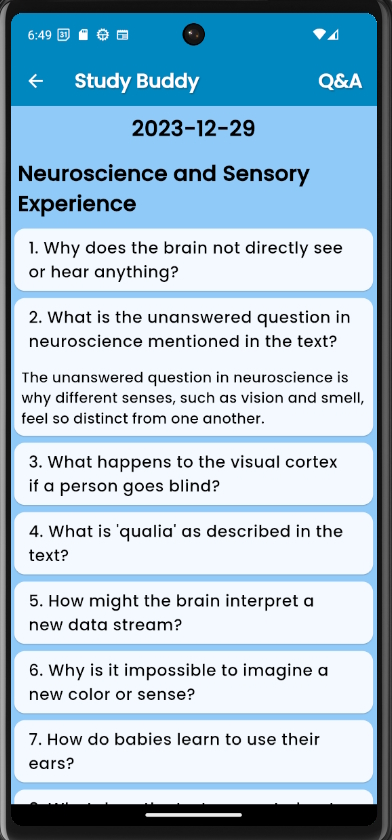 6:49
Study Buddy
Q&A
2023-12-29
Neuroscience and Sensory
Experience
1. Why does the brain not directly see
or hear anything?
2. What is the unanswered question in
neuroscience mentioned in the text?
The unanswered question in neuroscience is
why different senses, such as vision and smell,
feel so distinct from one another.
3. What happens to the visual cortex
if a person goes blind?
4. What is 'qualia' as described in the
text?
5. How might the brain interpret a
new data stream?
6. Why is it impossible to imagine a
new color or sense?
7. How do babies learn to use their
ears?